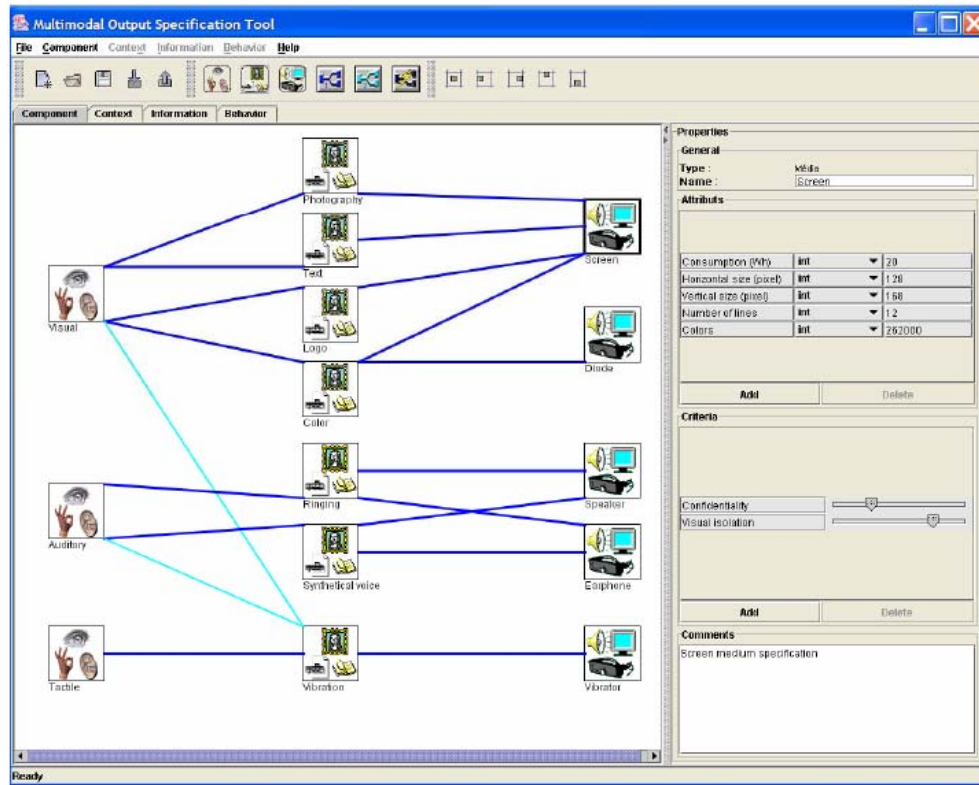 Multimodal Output Specification Tool
File Component Context Information Behavior Help
Component Context Information Behavior
Photography
Text
Logo
Color
Ringing
Synthetical voice
Vibration
Visual
Auditory
Tactile
Screen
Diode
Speaker
Earphone
Vibrator
Properties
General
Type : Média
Name : Screen
Attributs
Consumption (Wh) int 20
Horizontal size (pixel) int 128
Vertical size (pixel) int 160
Number of lines int 12
Colors int 262000
Add Delete
Criteria
Confidentiality
Visual isolation
Add Delete
Comments
Screen medium specification
Ready